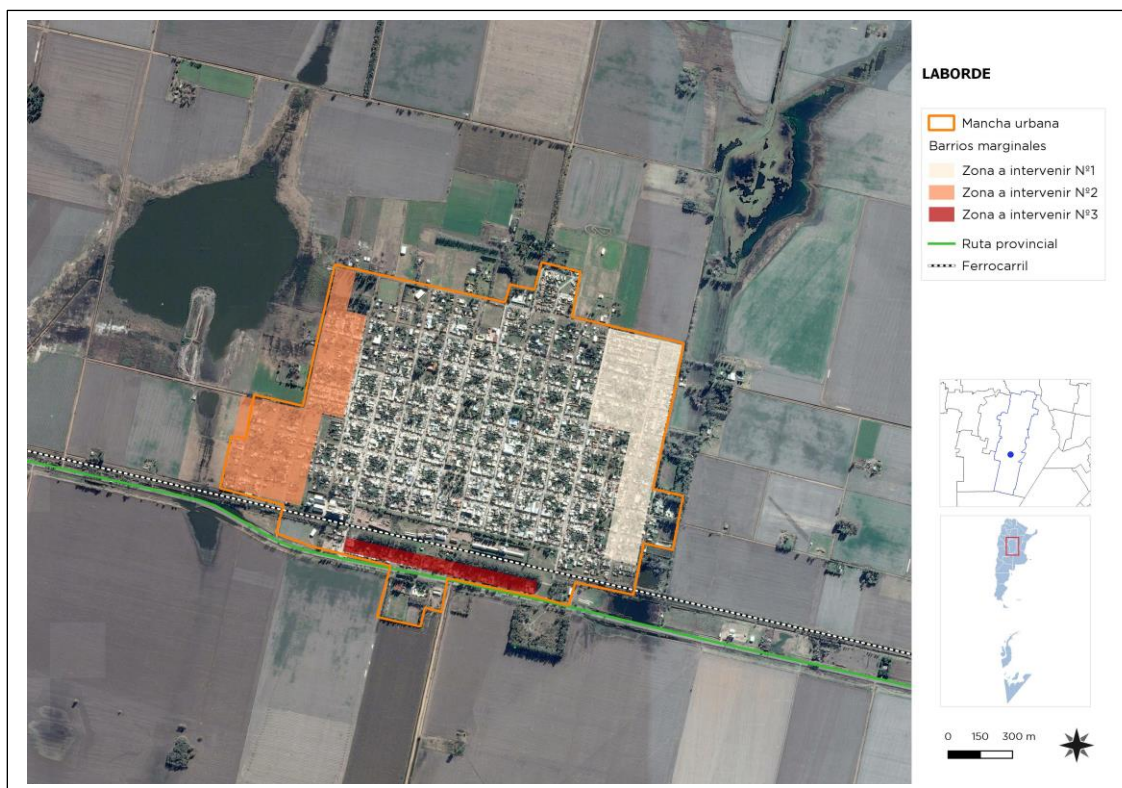 LABORDE
Mancha urbana
Barrios marginales
Zona a intervenir Nº1
Zona a intervenir Nº2
Zona a intervenir Nº3
Ruta provincial
Ferrocarril
0 150 300 m